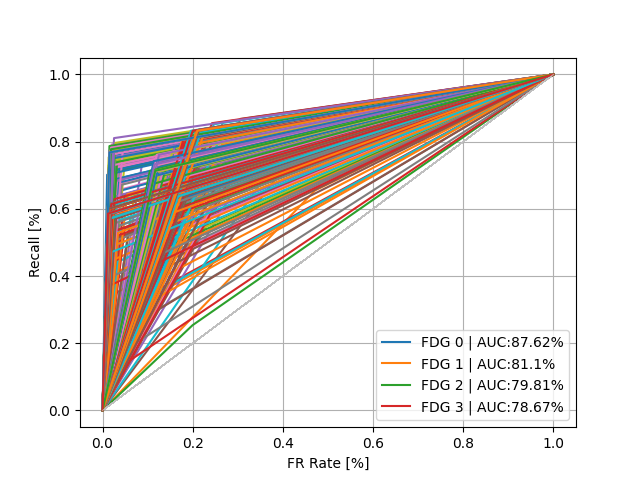 1.0
0.8
0.6
0.4
0.2
0.0
Recall [%]
FDG 0 | AUC:87.62%
FDG 1 | AUC:81.1%
FDG 2 | AUC:79.81%
FDG 3 | AUC:78.67%
0.0 0.2 0.4 0.6 0.8 1.0
FR Rate [%]